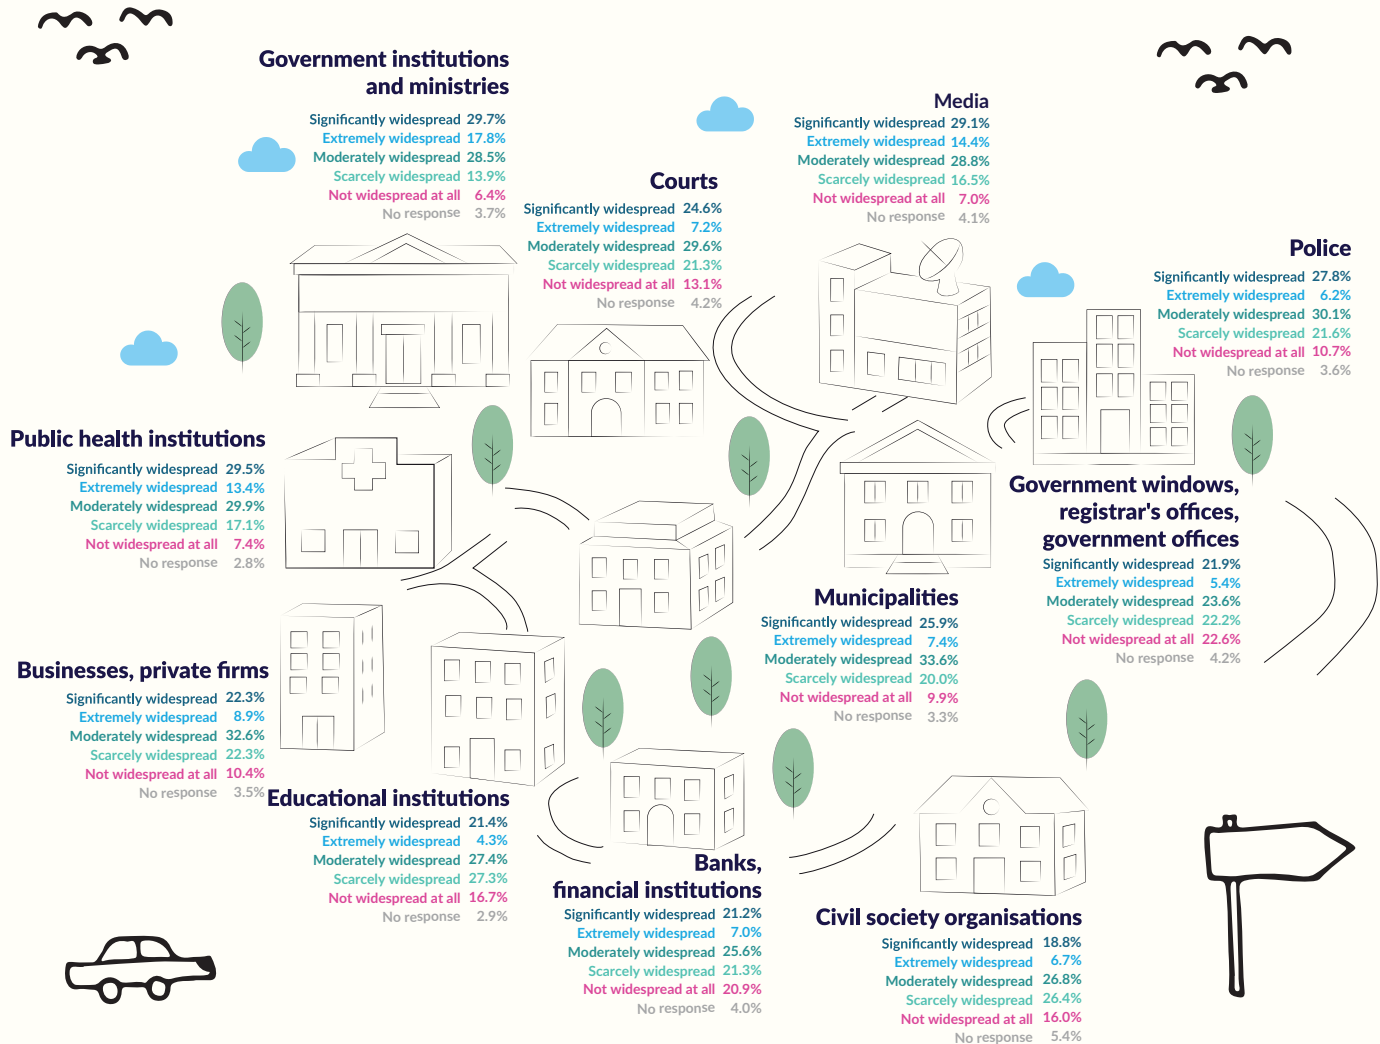 Government institutions
and ministries
Significantly widespread 29.7%
Extremely widespread 17.8%
Moderately widespread 28.5%
Scarcely widespread 13.9%
Not widespread at all 6.4%
No response 3.7%
Media
Significantly widespread 29.1%
Extremely widespread 14.4%
Moderately widespread 28.8%
Scarcely widespread 16.5%
Not widespread at all 7.0%
No response 4.1%
Courts
Significantly widespread 24.6%
Extremely widespread 7.2%
Moderately widespread 29.6%
Scarcely widespread 21.3%
Not widespread at all 13.1%
No response 4.2%
Police
Significantly widespread 27.8%
Extremely widespread 6.2%
Moderately widespread 30.1%
Scarcely widespread 21.6%
Not widespread at all 10.7%
No response 3.6%
Public health institutions
Significantly widespread 29.5%
Extremely widespread 13.4%
Moderately widespread 29.9%
Scarcely widespread 17.1%
Not widespread at all 7.4%
No response 2.8%
Government windows,
registrar's offices,
government offices
Significantly widespread 21.9%
Extremely widespread 5.4%
Moderately widespread 23.6%
Scarcely widespread 22.2%
Not widespread at all 22.6%
No response 4.2%
Municipalities
Significantly widespread 25.9%
Extremely widespread 7.4%
Moderately widespread 33.6%
Scarcely widespread 20.0%
Not widespread at all 9.9%
No response 3.3%
Businesses, private firms
Significantly widespread 22.3%
Extremely widespread 8.9%
Moderately widespread 32.6%
Scarcely widespread 22.3%
Not widespread at all 10.4%
No response 3.5%
Educational institutions
Significantly widespread 21.4%
Extremely widespread 4.3%
Moderately widespread 27.4%
Scarcely widespread 27.3%
Not widespread at all 16.7%
No response 2.9%
Banks,
financial institutions
Significantly widespread 21.2%
Extremely widespread 7.0%
Moderately widespread 25.6%
Scarcely widespread 21.3%
Not widespread at all 20.9%
No response 4.0%
Civil society organisations
Significantly widespread 18.8%
Extremely widespread 6.7%
Moderately widespread 26.8%
Scarcely widespread 26.4%
Not widespread at all 16.0%
No response 5.4%